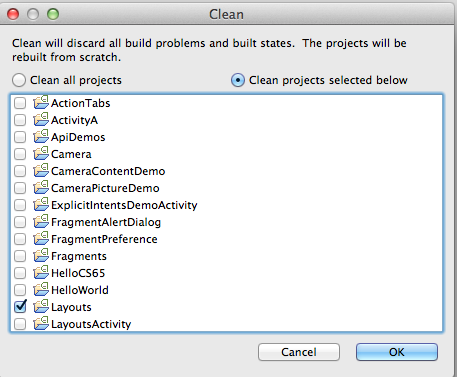 Clean
Clean will discard all build problems and built states. The projects will be
rebuilt from scratch.
Clean all projects
Clean projects selected below
ActionTabs
ActivityA
ApiDemos
Camera
CameraContentDemo
CameraPictureDemo
ExplicitIntentsDemoActivity
FragmentAlertDialog
FragmentPreference
Fragments
HelloCS65
HelloWorld
Layouts
LayoutsActivity
Cancel
OK